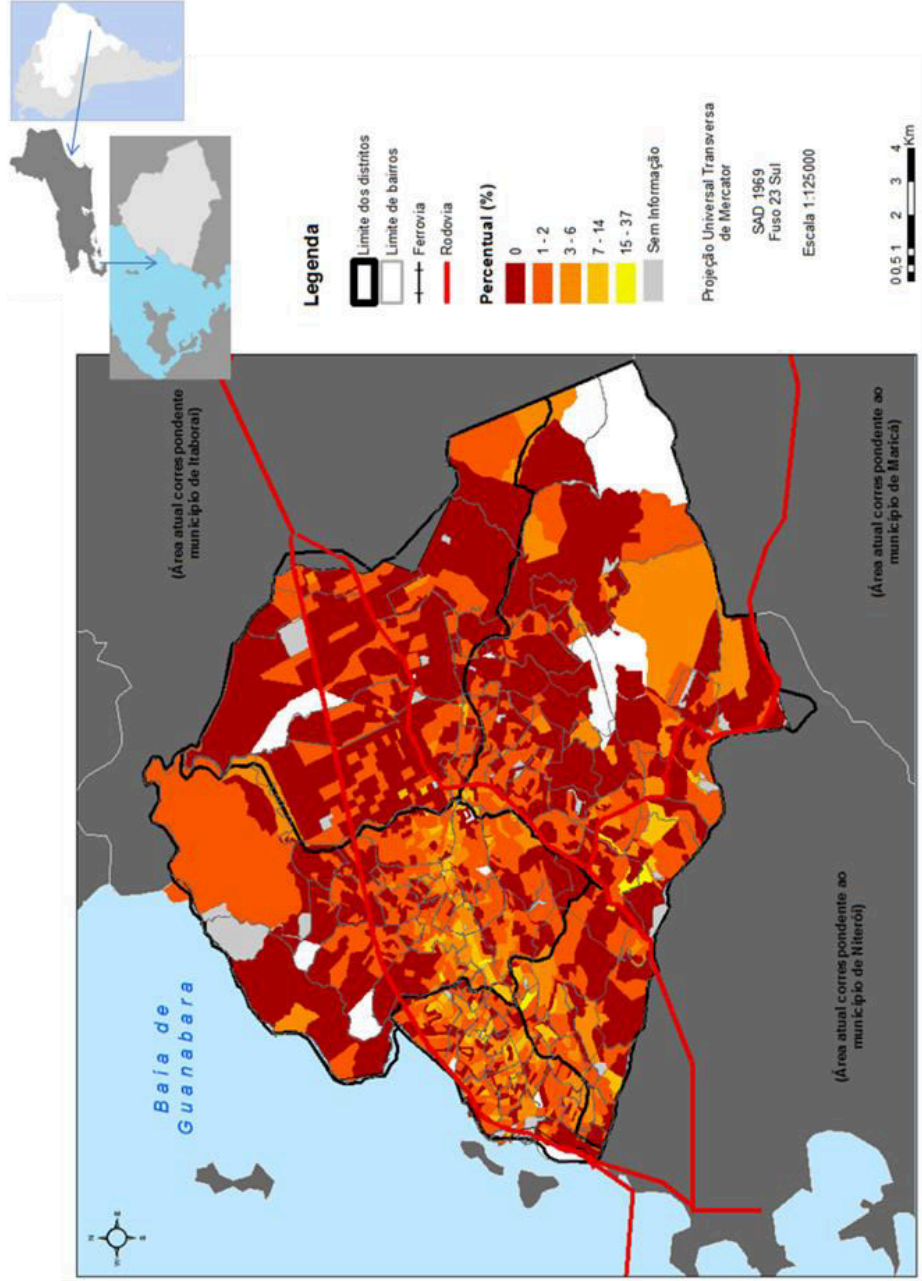 N
W
E
S
Baía de
Guanabara
(Área atual correspondente
município de Itaboraí)
(Área atual correspondente ao
município de Niterói)
(Área atual correspondente ao
município de Maricá)
Legenda
Limite dos distritos
Limite de bairros
Ferrovia
Rodovia
Percentual (%)
0
1 - 2
3 - 6
7 - 14
15 - 37
Sem Informação
Projeção Universal Transversa
de Mercator
SAD 1969
Fuso 23 Sul
Escala 1:125000
0 0,5 1 2 3 4
Km